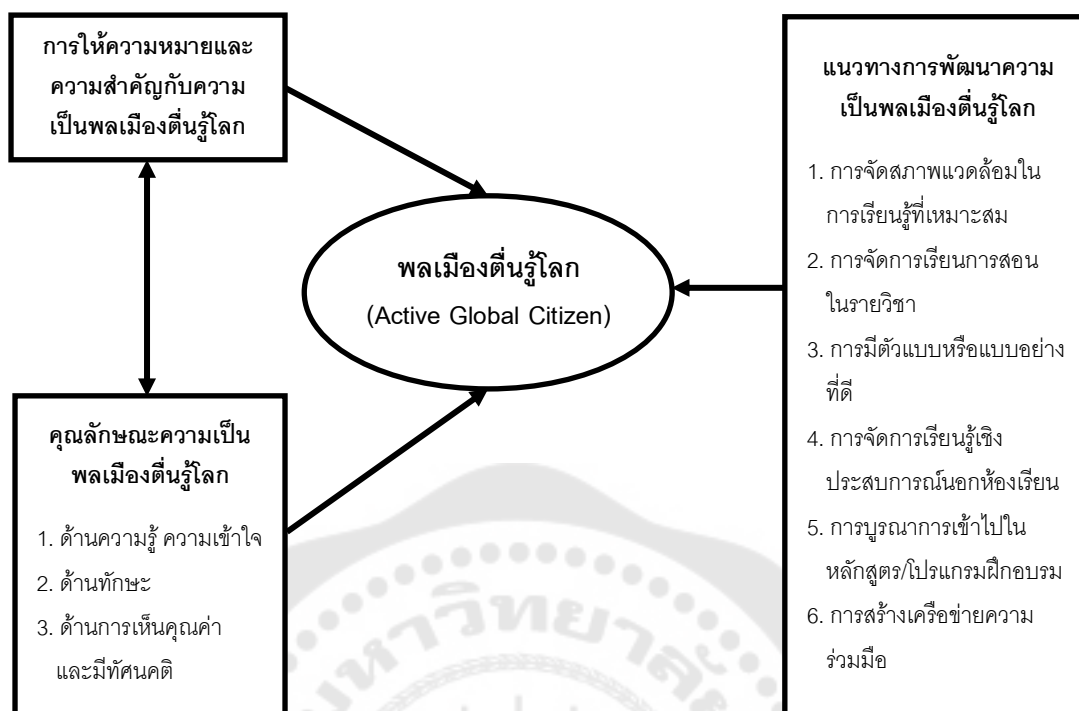 การให้ความหมายและ
ความสำคัญกับความ
เป็นพลเมืองตื่นรู้โลก
พลเมืองตื่นรู้โลก
(Active Global Citizen)
คุณลักษณะความเป็น
พลเมืองตื่นรู้โลก
1. ด้านความรู้ ความเข้าใจ
2. ด้านทักษะ
3. ด้านการเห็นคุณค่า
และมีทัศนคติ
แนวทางการพัฒนาความ
เป็นพลเมืองตื่นรู้โลก
1. การจัดสภาพแวดล้อมใน
การเรียนรู้ที่เหมาะสม
2. การจัดการเรียนการสอน
ในรายวิชา
3. การมีตัวแบบหรือแบบอย่าง
ที่ดี
4. การจัดการเรียนรู้เชิง
ประสบการณ์นอกห้องเรียน
5. การบูรณาการเข้าไปใน
หลักสูตร/โปรแกรมฝึกอบรม
6. การสร้างเครือข่ายความ
ร่วมมือ
มหาวิทยาลัย